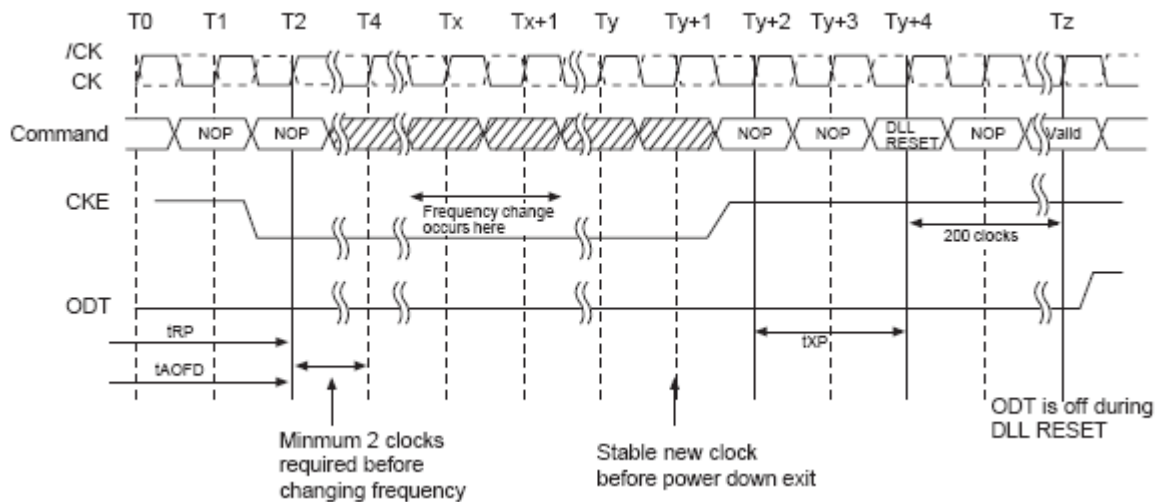 T0 T1 T2 T4 Tx Tx+1 Ty Ty+1 Ty+2 Ty+3 Ty+4 Tz
/CK
CK
Command NOP NOP NOP NOP DLL RESET NOP Valid
CKE
Frequency change
occurs here
200 clocks
ODT
tRP
tXP
tAOFD
Minmum 2 clocks
required before
changing frequency
Stable new clock
before power down exit
ODT is off during
DLL RESET